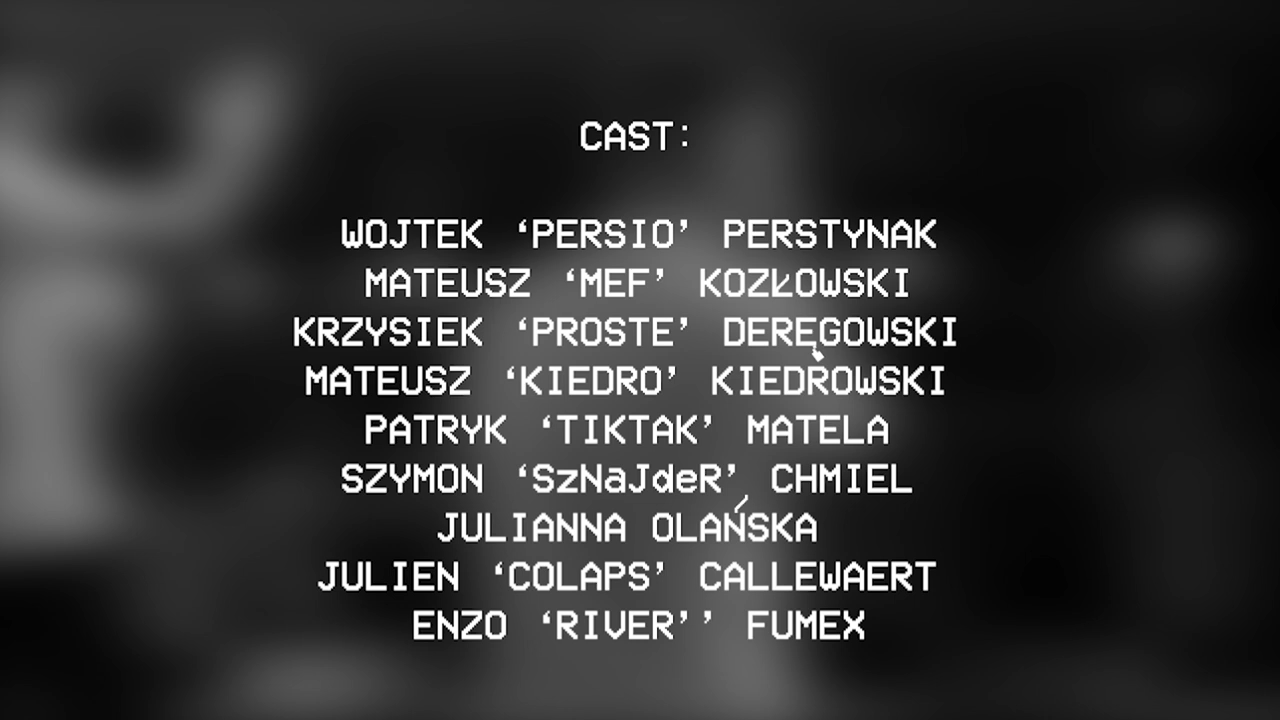 CAST:
WOJTEK ‘PERSIO’ PERSTYNAK
MATEUSZ ‘MEF’ KOZŁOWSKI
KRZYSIEK ‘PROSTE’ DERĘGOWSKI
MATEUSZ ‘KIEDRO’ KIEDROWSKI
PATRYK ‘TIKTAK’ MATELA
SZYMON ‘SzNaJdeR’ CHMIEL
JULIANNA OLAŃSKA
JULIEN ‘COLAPS’ CALLEWAERT
ENZO ‘RIVER’’ FUMEX